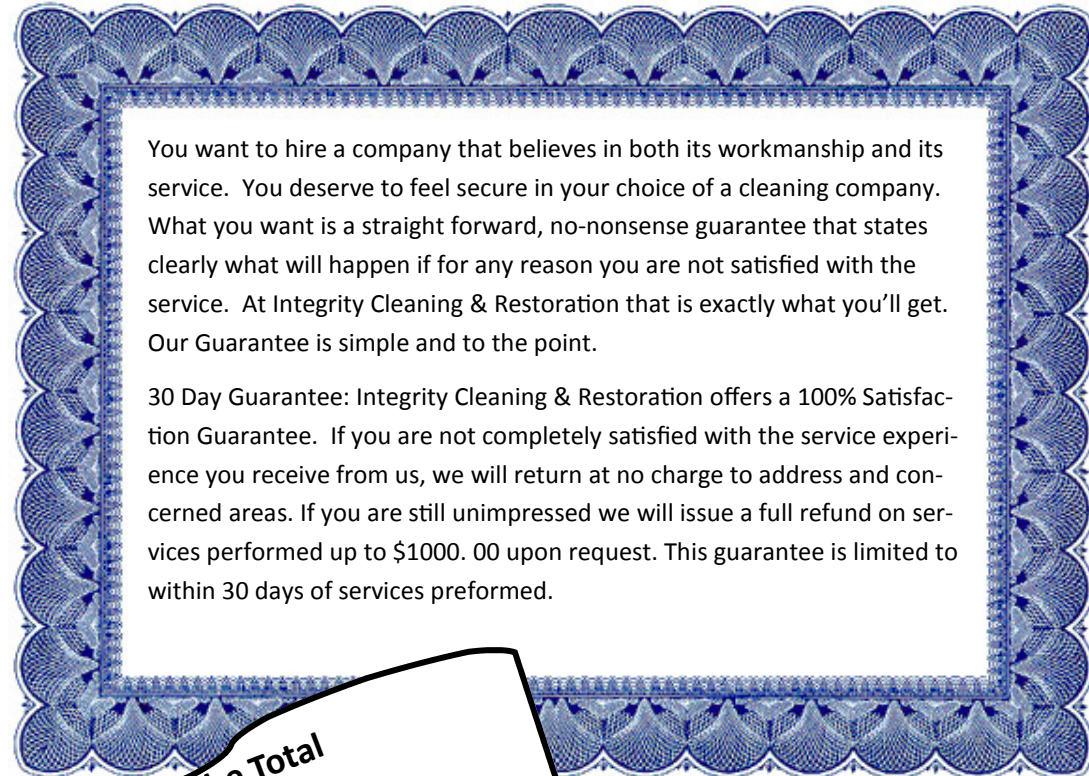 You want to hire a company that believes in both its workmanship and its
service.  You deserve to feel secure in your choice of a cleaning company.
What you want is a straight forward, no-nonsense guarantee that states
clearly what will happen if for any reason you are not satisfied with the
service.  At Integrity Cleaning & Restoration that is exactly what you’ll get.
Our Guarantee is simple and to the point.
30 Day Guarantee: Integrity Cleaning & Restoration offers a 100% Satisfac-
tion Guarantee.  If you are not completely satisfied with the service experi-
ence you receive from us, we will return at no charge to address and con-
cerned areas. If you are still unimpressed we will issue a full refund on ser-
vices performed up to $1000. 00 upon request. This guarantee is limited to
within 30 days of services preformed.
Total